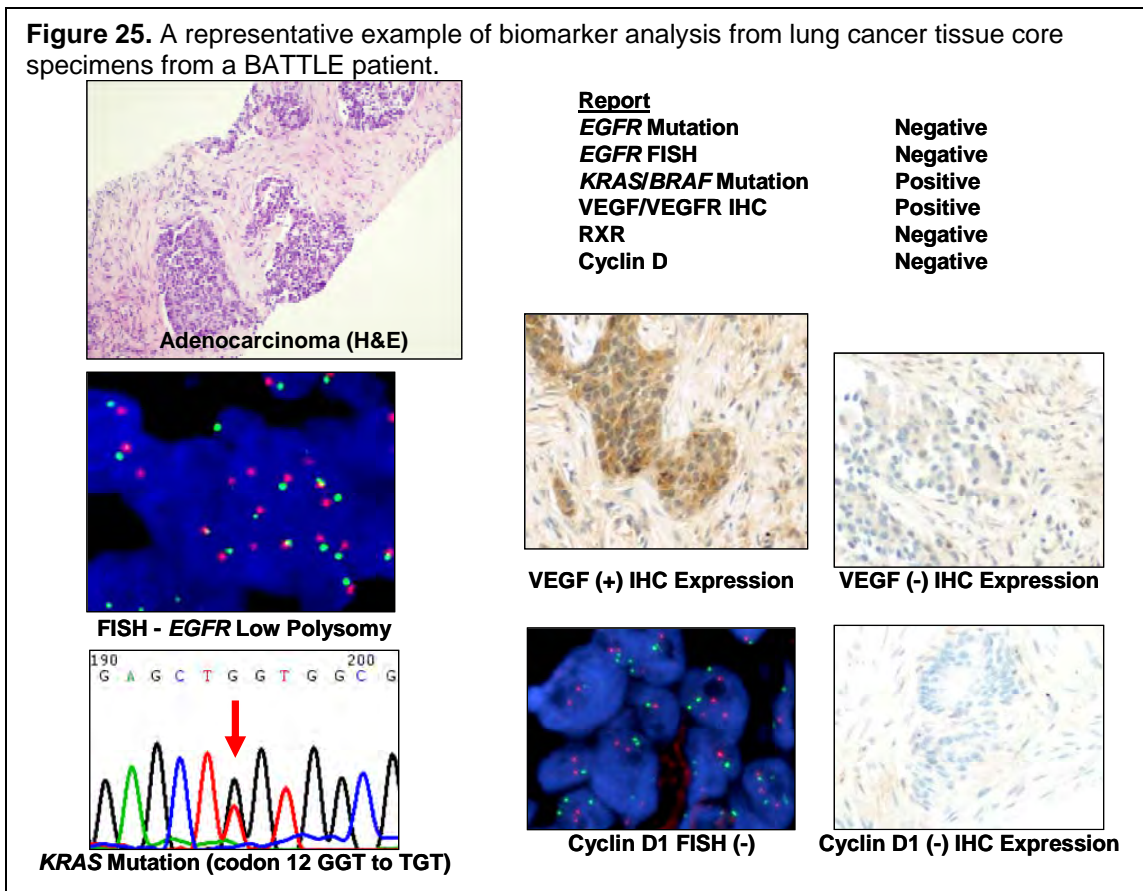 Figure 25. A representative example of biomarker analysis from lung cancer tissue core
specimens from a BATTLE patient.
Adenocarcinoma (H&E)
Report
EGFR Mutation Negative
EGFR FISH Negative
KRAS/BRAF Mutation Positive
VEGF/VEGFR IHC Positive
RXR Negative
Cyclin D Negative
FISH - EGFR Low Polysomy
VEGF (+) IHC Expression
VEGF (-) IHC Expression
190 200
G A G C T G G T G G C G
KRAS Mutation (codon 12 GGT to TGT)
Cyclin D1 FISH (-)
Cyclin D1 (-) IHC Expression